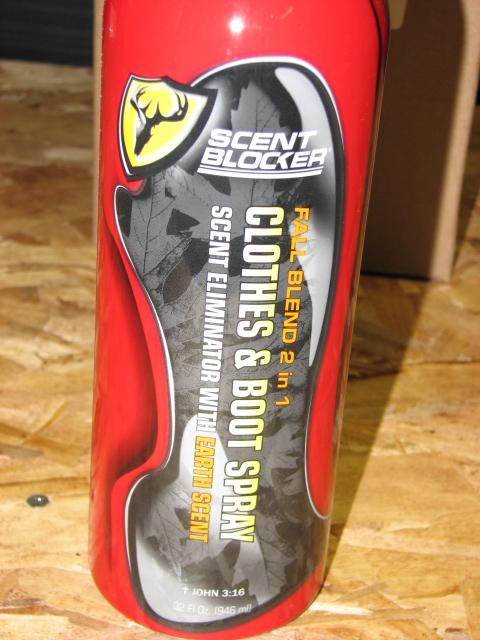 SCENT
BLOCKER
FALL BLEND 2 in 1
CLOTHES & BOOT SPRAY
SCENT ELIMINATOR WITH EARTH SCENT
† JOHN 3:16
32 Fl Oz. (946 ml)